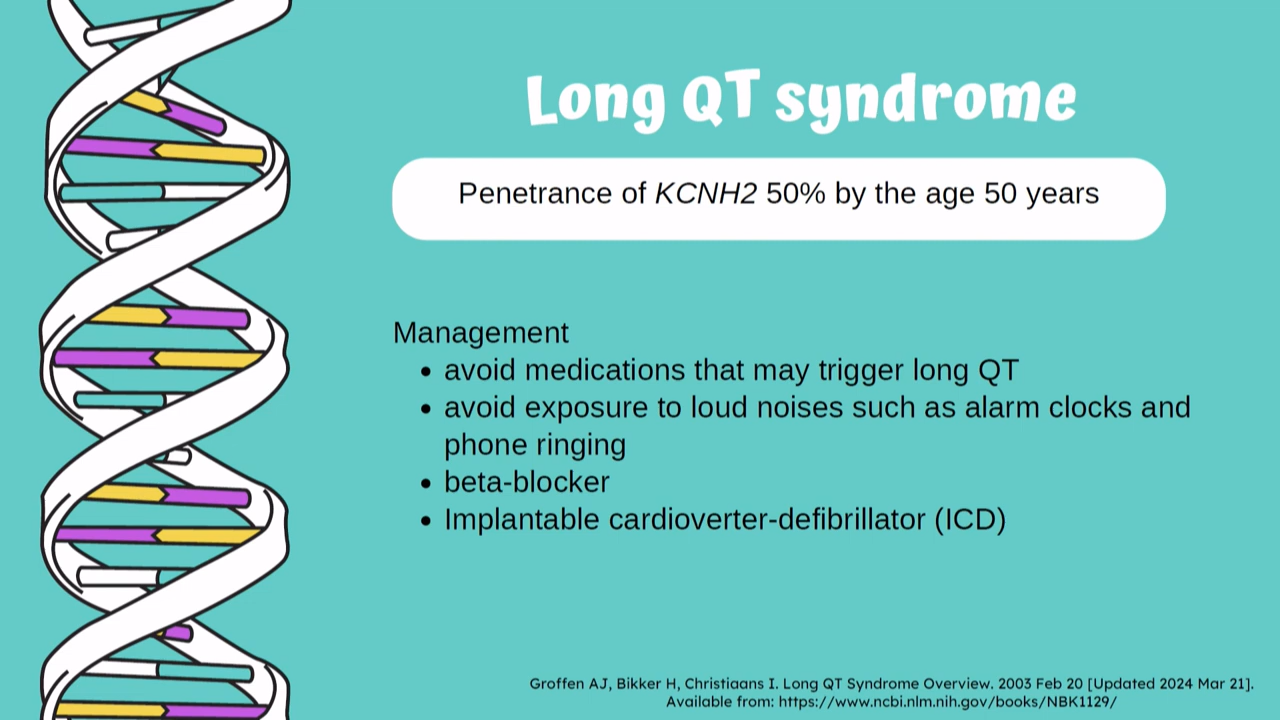 Long QT syndrome
Penetrance of KCNH2 50% by the age 50 years
Management
• avoid medications that may trigger long QT
• avoid exposure to loud noises such as alarm clocks and
phone ringing
• beta-blocker
• Implantable cardioverter-defibrillator (ICD)
Groffen AJ, Bikker H, Christiaans I. Long QT Syndrome Overview. 2003 Feb 20 [Updated 2024 Mar 21].
Available from: https://www.ncbi.nlm.nih.gov/books/NBK1129/